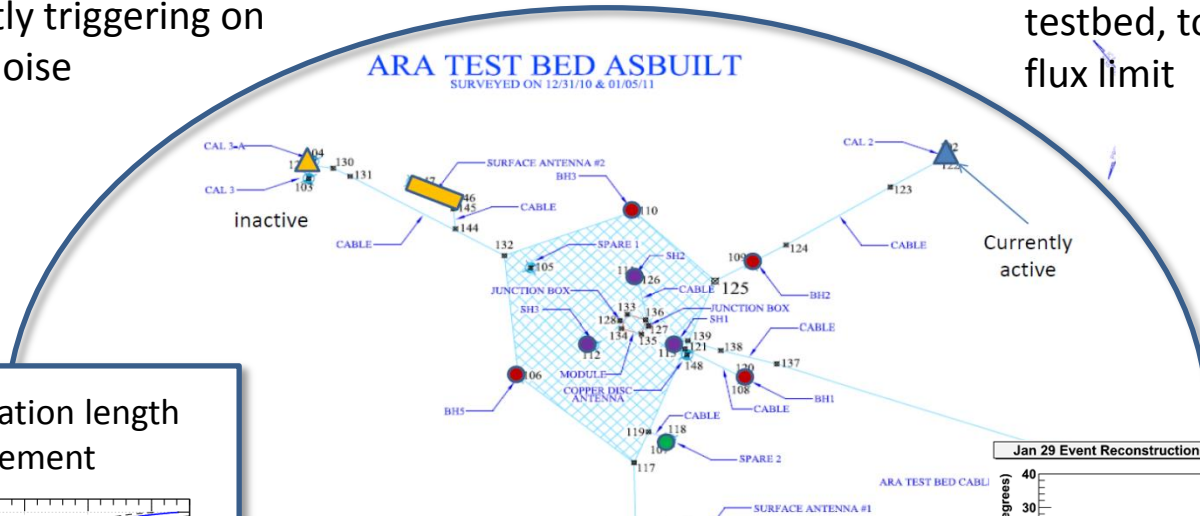 tly triggering on
oise
testbed, to
flux limit
ARA TEST BED ASBUILT
SURVEYED ON 12/31/10 & 01/05/11
CAL 3-A
130
131
CAL 3
103
inactive
CABLE
SURFACE ANTENNA #2
BH3
46
145
CABLE
144
110
CAL 2
123
124
CABLE
Currently
active
132
SPARE 1
105
SH2
126
CABLE
109
125
BH2
JUNCTION BOX
133
136
JUNCTION BOX
SH3
128
127
SH1
134
135
139
121
138
CABLE
112
148
137
MODULE
COPPER DISC
ANTENNA
106
BH5
108
BH1
CABLE
CABLE
119
118
117
SPARE 2
ation length
ement
ARA TEST BED CABL
SURFACE ANTENNA #1
Jan 29 Event Reconstruction
40
30
egrees)